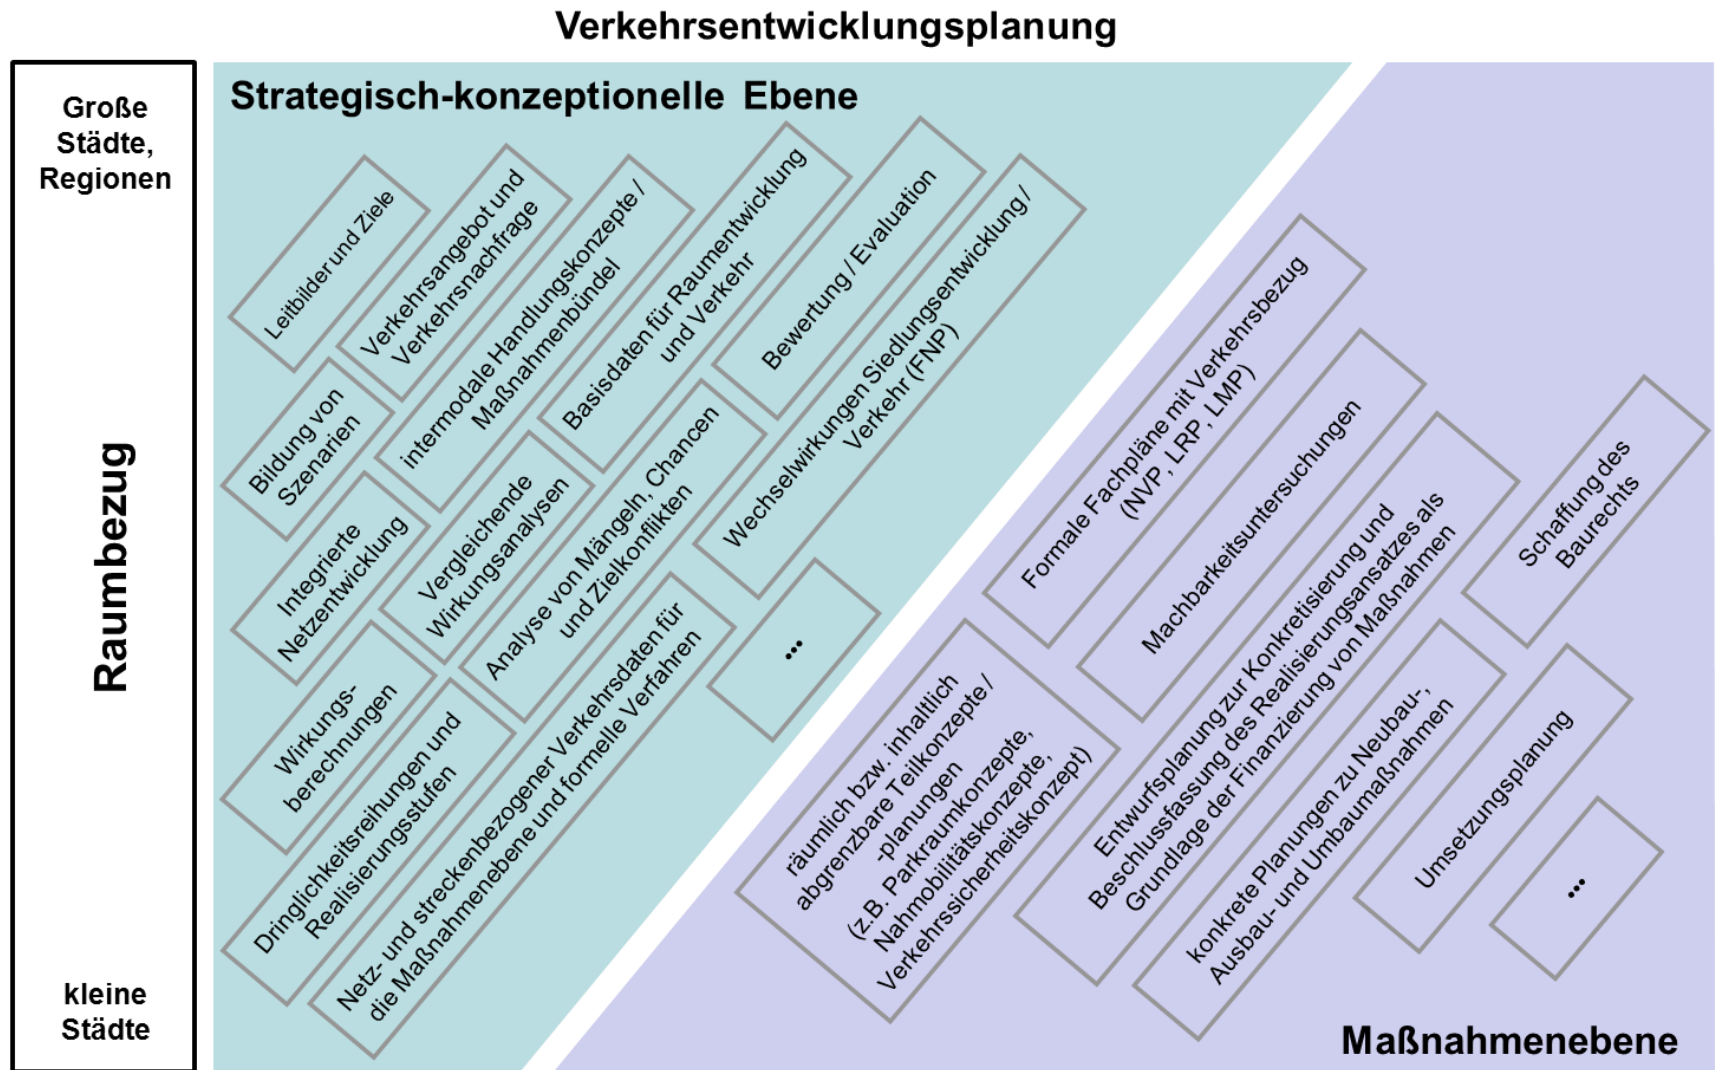 Verkehrsentwicklungsplanung
Große
Städte,
Regionen
Raumbezug
kleine
Städte
Strategisch-konzeptionelle Ebene
Leitbilder und Ziele
Verkehrsangebot und
Verkehrsnachfrage
intermodale Handlungskonzepte /
Maßnahmenbündel
Basisdaten für Raumentwicklung
und Verkehr
Bewertung / Evaluation
Wechselwirkungen Siedlungsentwicklung /
Verkehr (FNP)
Bildung von
Szenarien
Integrierte
Netzentwicklung
Vergleichende
Wirkungsanalysen
Analyse von Mängeln, Chancen
und Zielkonflikten
...
Wirkungs-
berechnungen
Dringlichkeitsreihungen und
Realisierungsstufen
Netz- und streckenbezogener Verkehrsdaten für
die Maßnahmenebene und formelle Verfahren
Formale Fachpläne mit Verkehrsbezug
(NVP, LRP, LMP)
Machbarkeitsuntersuchungen
räumlich bzw. inhaltlich
abgrenzbare Teilkonzepte /
-planungen
(z.B. Parkraumkonzepte,
Nahmobilitätskonzepte,
Verkehrssicherheitskonzept)
Entwurfsplanung zur Konkretisierung und
Beschlussfassung des Realisierungsansatzes als
Grundlage der Finanzierung von Maßnahmen
Schaffung des
Baurechts
konkrete Planungen zu Neubau-,
Ausbau- und Umbaumaßnahmen
Umsetzungsplanung
...
Maßnahmenebene